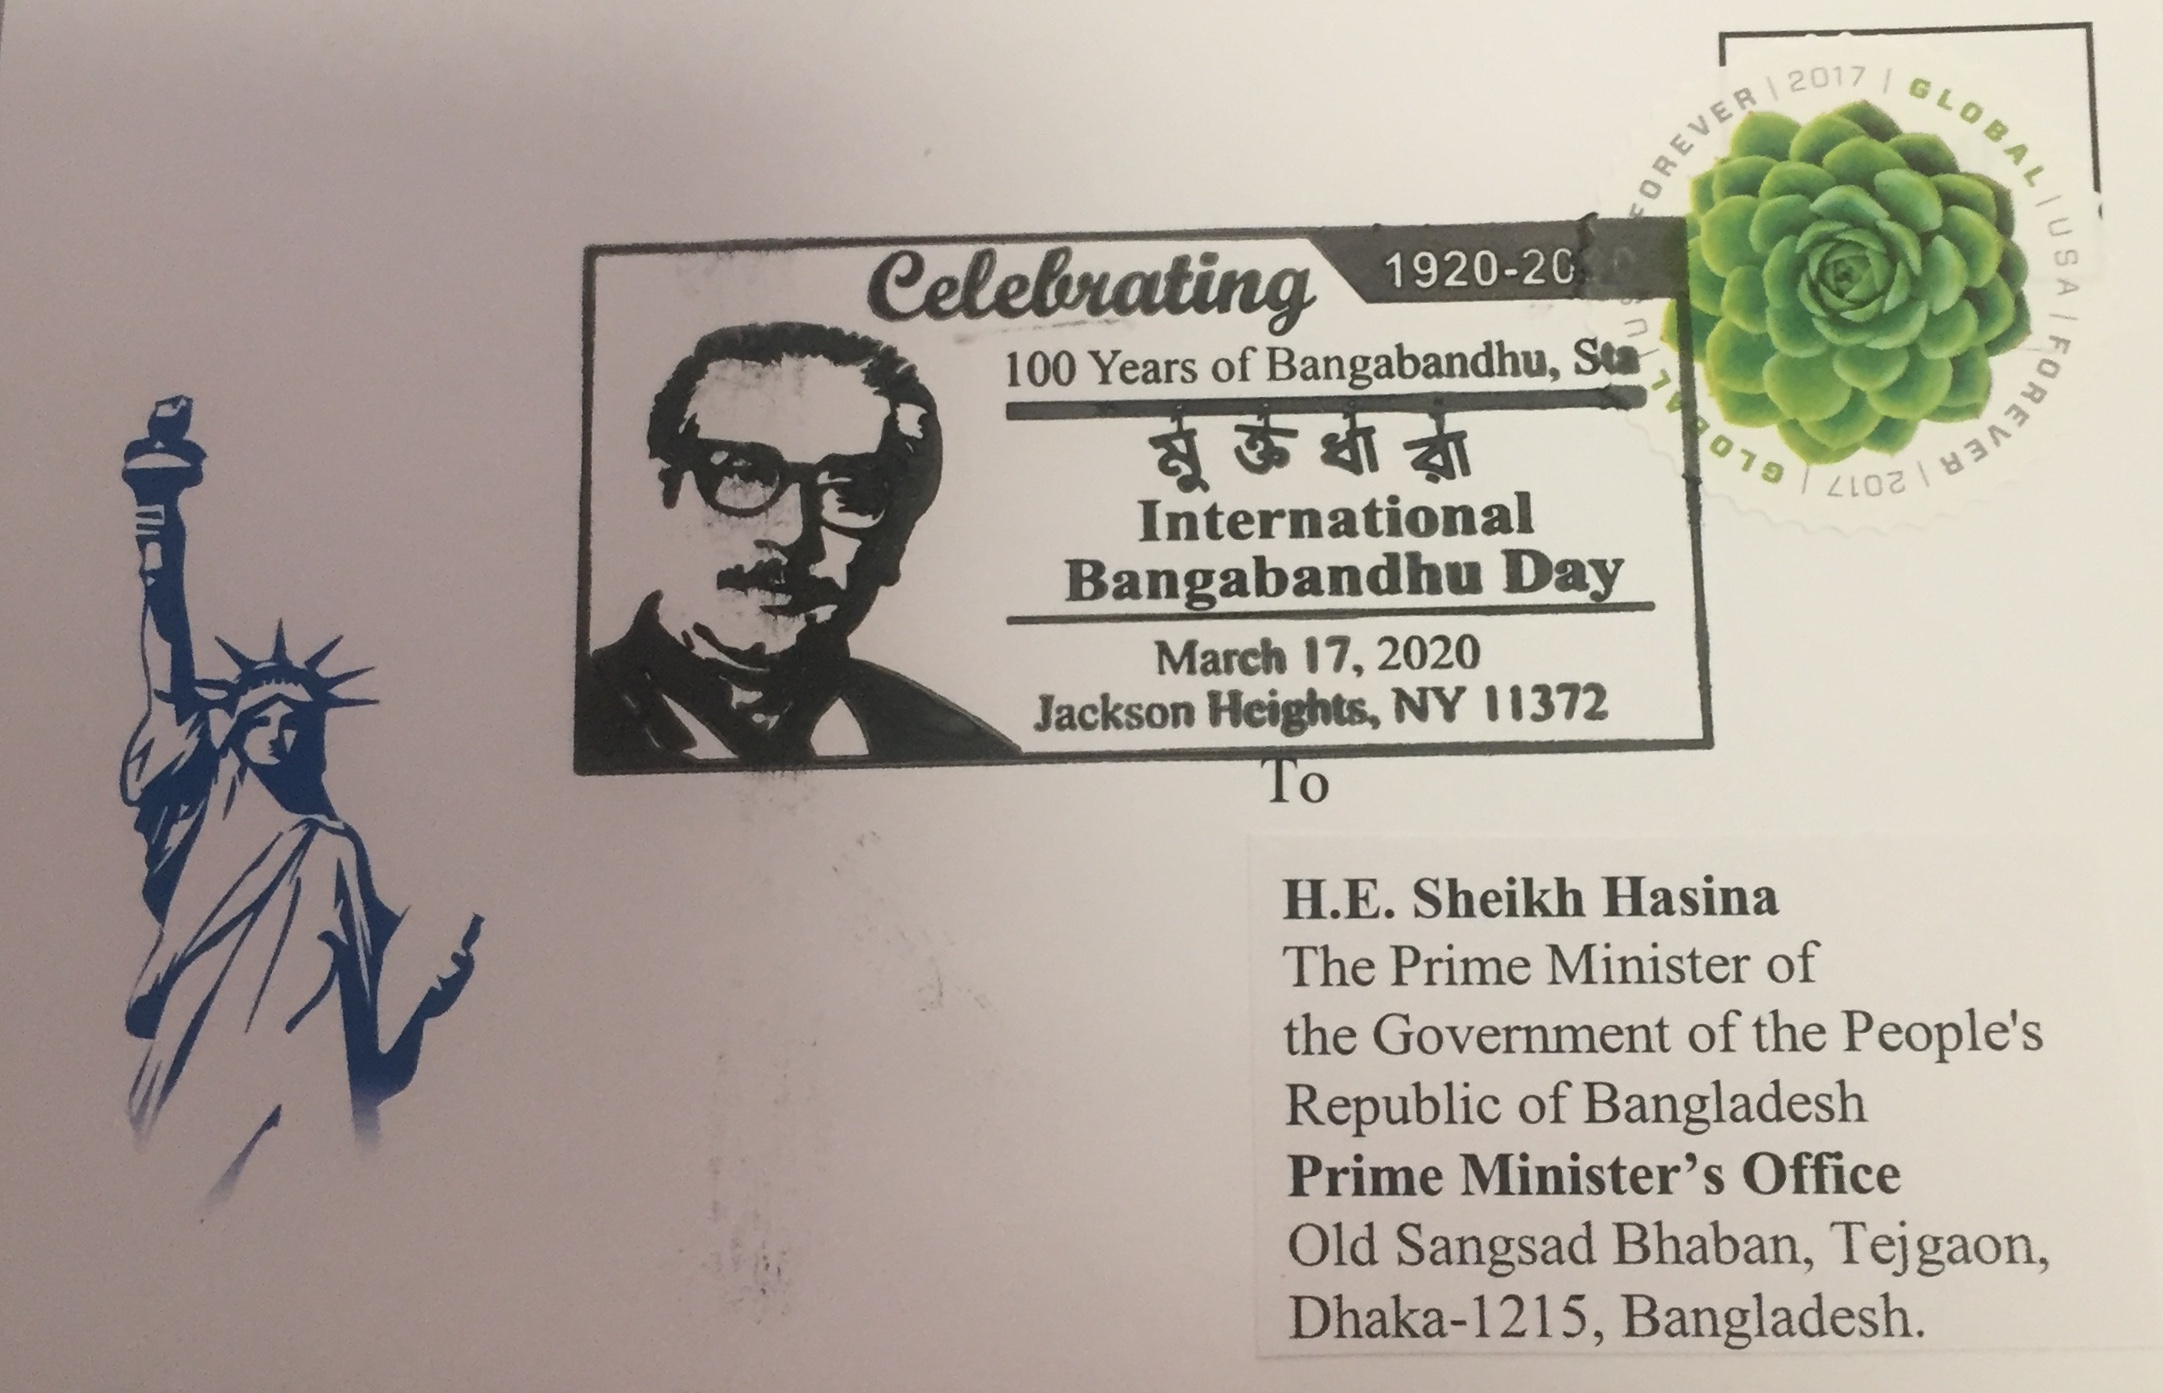 FOREVER | 2017 | GLOBAL | USA | FOREVER | 2017 | GLOBAL
Celebrating
1920-20
100 Years of Bangabandhu, Sta
মুক্তধারা
International
Bangabandhu Day
March 17, 2020
Jackson Heights, NY 11372
To
H.E. Sheikh Hasina
The Prime Minister of
the Government of the People's
Republic of Bangladesh
Prime Minister’s Office
Old Sangsad Bhaban, Tejgaon,
Dhaka-1215, Bangladesh.